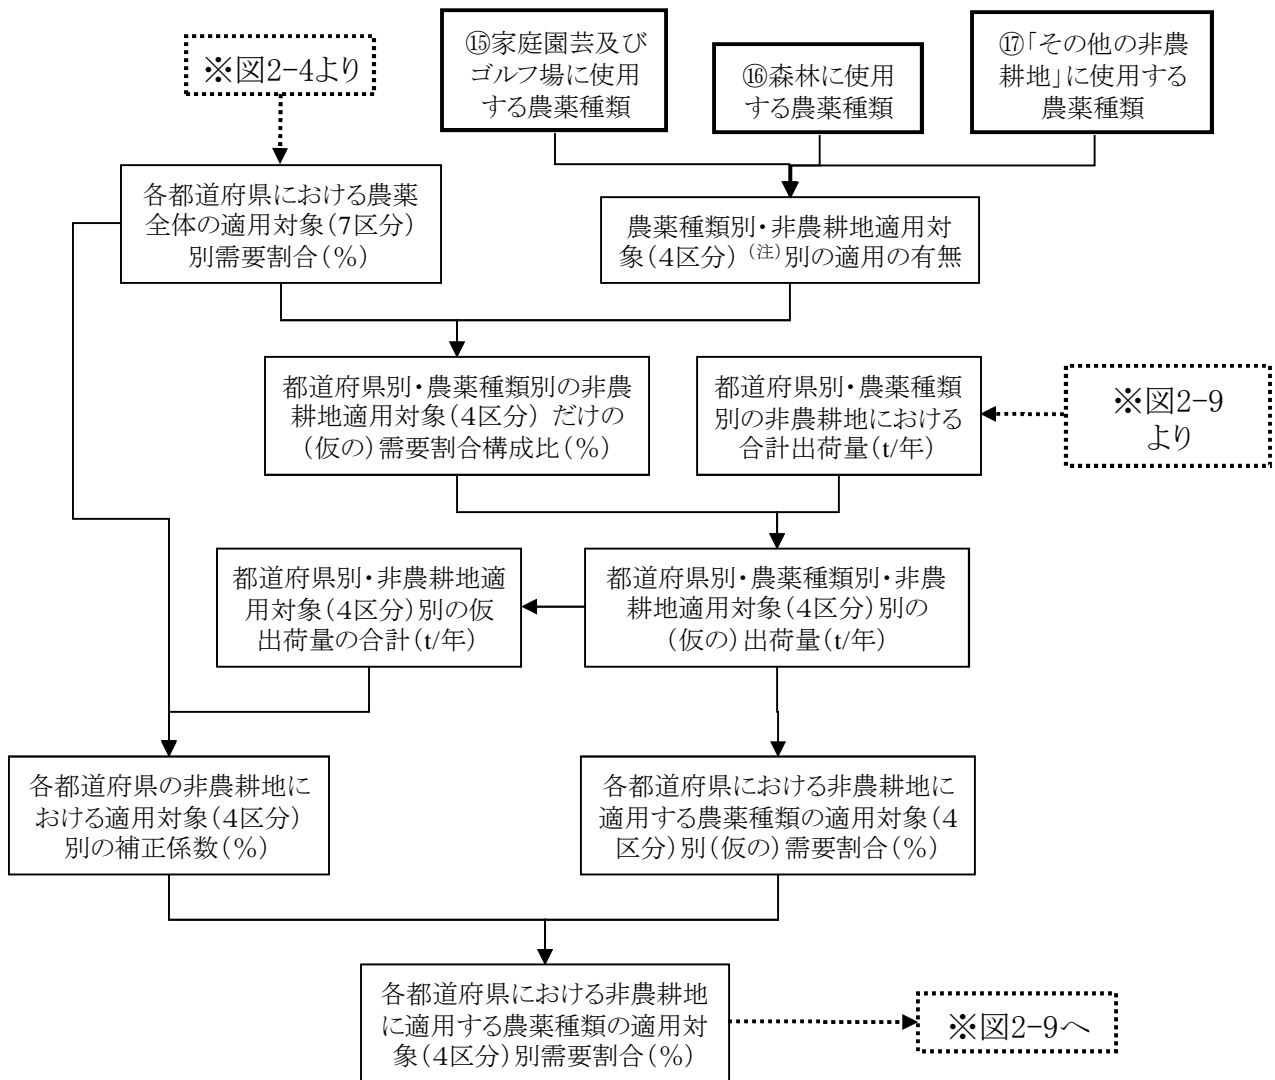 ※図2-4より
⑮家庭園芸及び
ゴルフ場に使用
する農薬種類
⑯森林に使用
する農薬種類
⑰「その他の非農
耕地」に使用する
農薬種類
各都道府県における農薬
全体の適用対象(7区分)
別需要割合(%)
農薬種類別・非農耕地適用対
象(4区分)(注)別の適用の有無
都道府県別・農薬種類別の非農
耕地適用対象(4区分)だけの
(仮の)需要割合構成比(%)
都道府県別・農薬種類
別の非農耕地における
合計出荷量(t/年)
※図2-9
より
都道府県別・非農耕地適
用対象(4区分)別の仮
出荷量の合計(t/年)
都道府県別・農薬種類別・非農
耕地適用対象(4区分)別の
(仮の)出荷量(t/年)
各都道府県の非農耕地に
おける適用対象(4区分)
別の補正係数(%)
各都道府県における非農耕地に
適用する農薬種類の適用対象(4
区分)別(仮の)需要割合(%)
各都道府県における非農耕地
に適用する農薬種類の適用対
象(4区分)別需要割合(%)
※図2-9へ